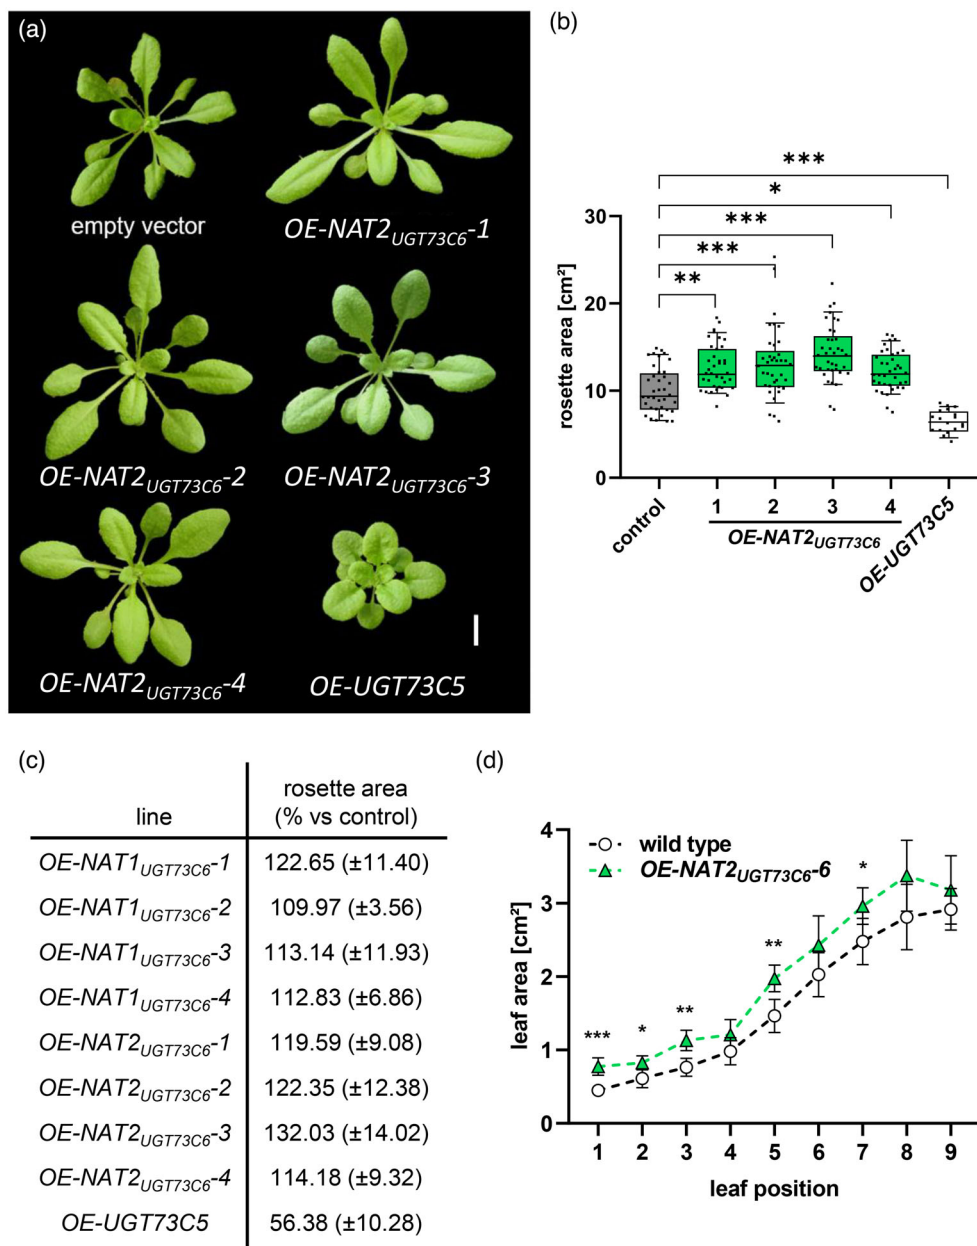 (a)
empty vector
OE-NAT2UGT73C6-1
OE-NAT2UGT73C6-2
OE-NAT2UGT73C6-3
OE-NAT2UGT73C6-4
OE-UGT73C5
(b)
***
*
***
***
**
rosette area [cm²]
30
20
10
0
control
1 2 3 4
OE-NAT2UGT73C6
OE-UGT73C5
(c)
line rosette area (% vs control)
OE-NAT1UGT73C6-1 122.65 (±11.40)
OE-NAT1UGT73C6-2 109.97 (±3.56)
OE-NAT1UGT73C6-3 113.14 (±11.93)
OE-NAT1UGT73C6-4 112.83 (±6.86)
OE-NAT2UGT73C6-1 119.59 (±9.08)
OE-NAT2UGT73C6-2 122.35 (±12.38)
OE-NAT2UGT73C6-3 132.03 (±14.02)
OE-NAT2UGT73C6-4 114.18 (±9.32)
OE-UGT73C5 56.38 (±10.28)
(d)
wild type
OE-NAT2UGT73C6-6
*** * ** ** *
leaf area [cm²]
4
3
2
1
0
1 2 3 4 5 6 7 8 9
leaf position